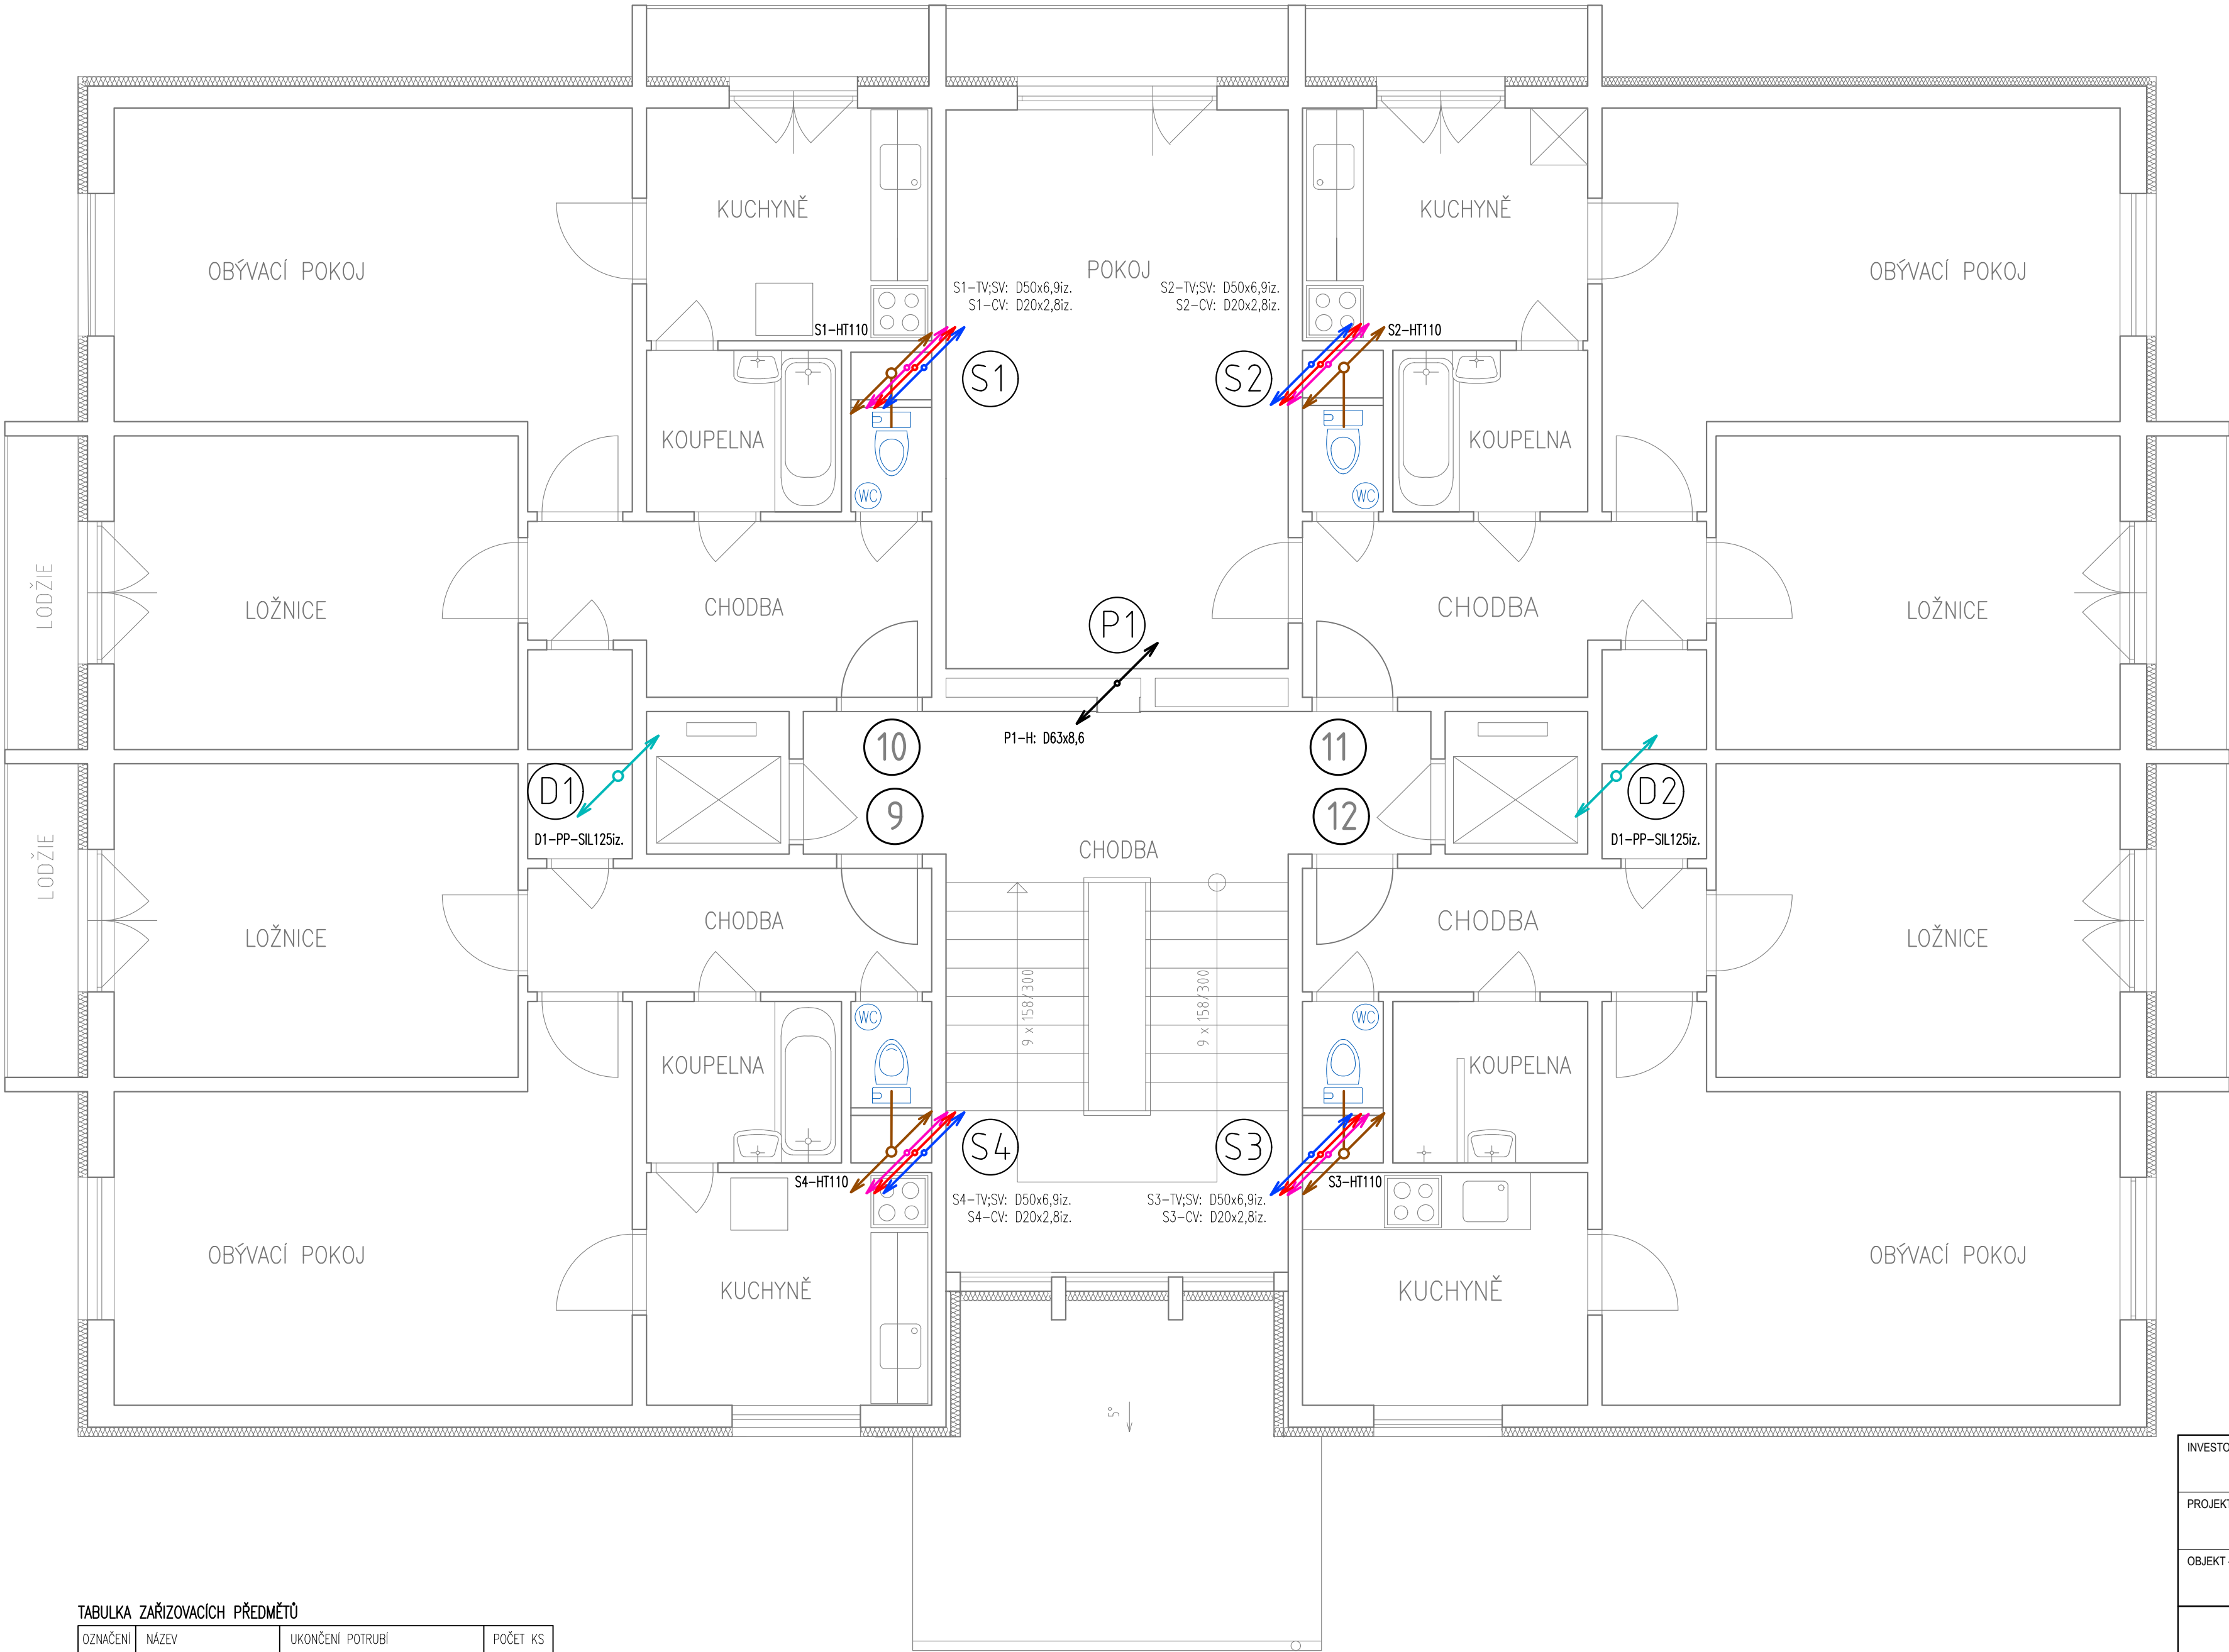 KUCHYNĚ
KUCHYNĚ
OBÝVACÍ POKOJ
POKOJ
OBÝVACÍ POKOJ
S1-TV;SV: D50x6,9iz.
S1-CV: D20x2,8iz.
S2-TV;SV: D50x6,9iz.
S2-CV: D20x2,8iz.
S1-HT110
S2-HT110
S1
S2
KOUPELNA
KOUPELNA
WC
WC
LODŽIE
LOŽNICE
CHODBA
P1
CHODBA
LOŽNICE
P1-H: D63x8,6
10
11
D1
9
12
D2
D1-PP-SIL125iz.
D1-PP-SIL125iz.
LODŽIE
CHODBA
LOŽNICE
CHODBA
CHODBA
LOŽNICE
9 x 158/300
9 x 158/300
WC
WC
KOUPELNA
KOUPELNA
S4
S3
S4-HT110
S3-HT110
S4-TV;SV: D50x6,9iz.
S4-CV: D20x2,8iz.
S3-TV;SV: D50x6,9iz.
S3-CV: D20x2,8iz.
OBÝVACÍ POKOJ
KUCHYNĚ
KUCHYNĚ
OBÝVACÍ POKOJ
5°
INVESTO
PROJEKT
OBJEKT
TABULKA ZAŘIZOVACÍCH PŘEDMĚTŮ
OZNAČENÍ NÁZEV UKONČENÍ POTRUBÍ POČET KS